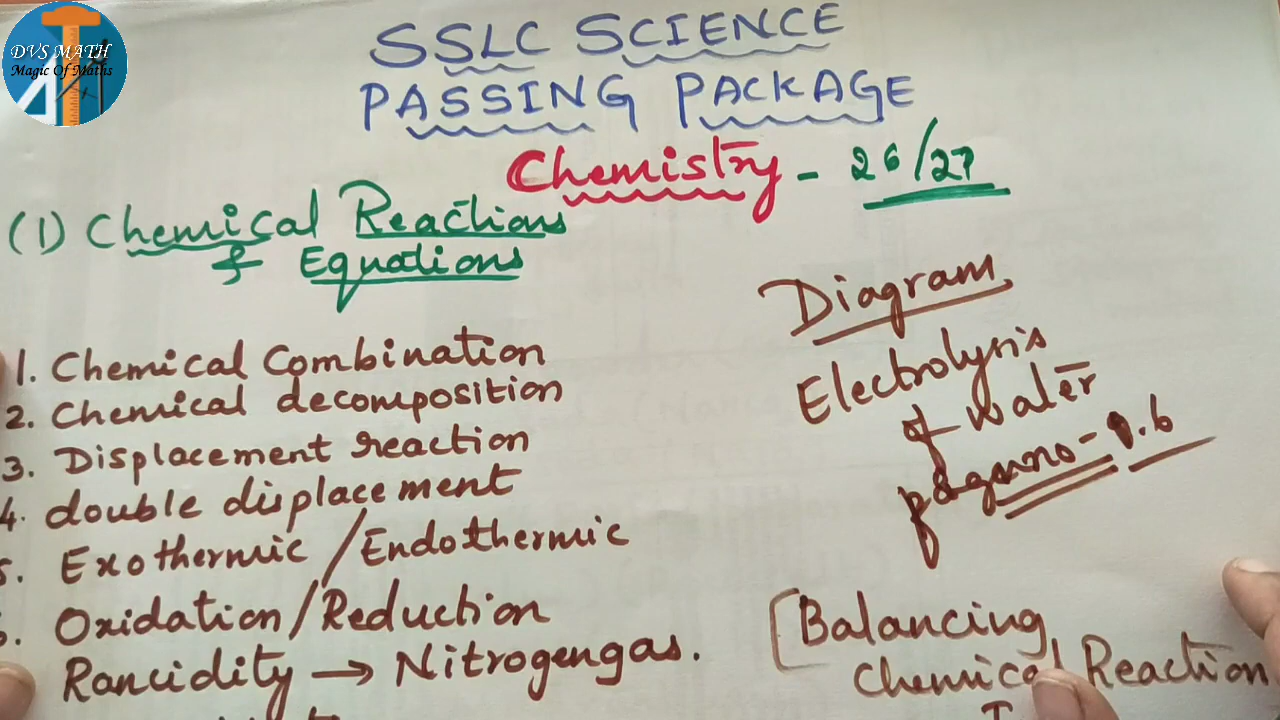 DVS MATH
Magic Of Maths
SSLC SCIENCE
PASSING PACKAGE
Chemistry - 26/27
(1) Chemical Reactions
& Equations
1. Chemical Combination
2. Chemical decomposition
3. Displacement reaction
4. double displacement
5. Exothermic / Endothermic
Oxidation/Reduction
Rancidity → Nitrogengas.
Diagram
Electrolysis
of water
pageno - 1.6
[Balancing
Chemical Reaction